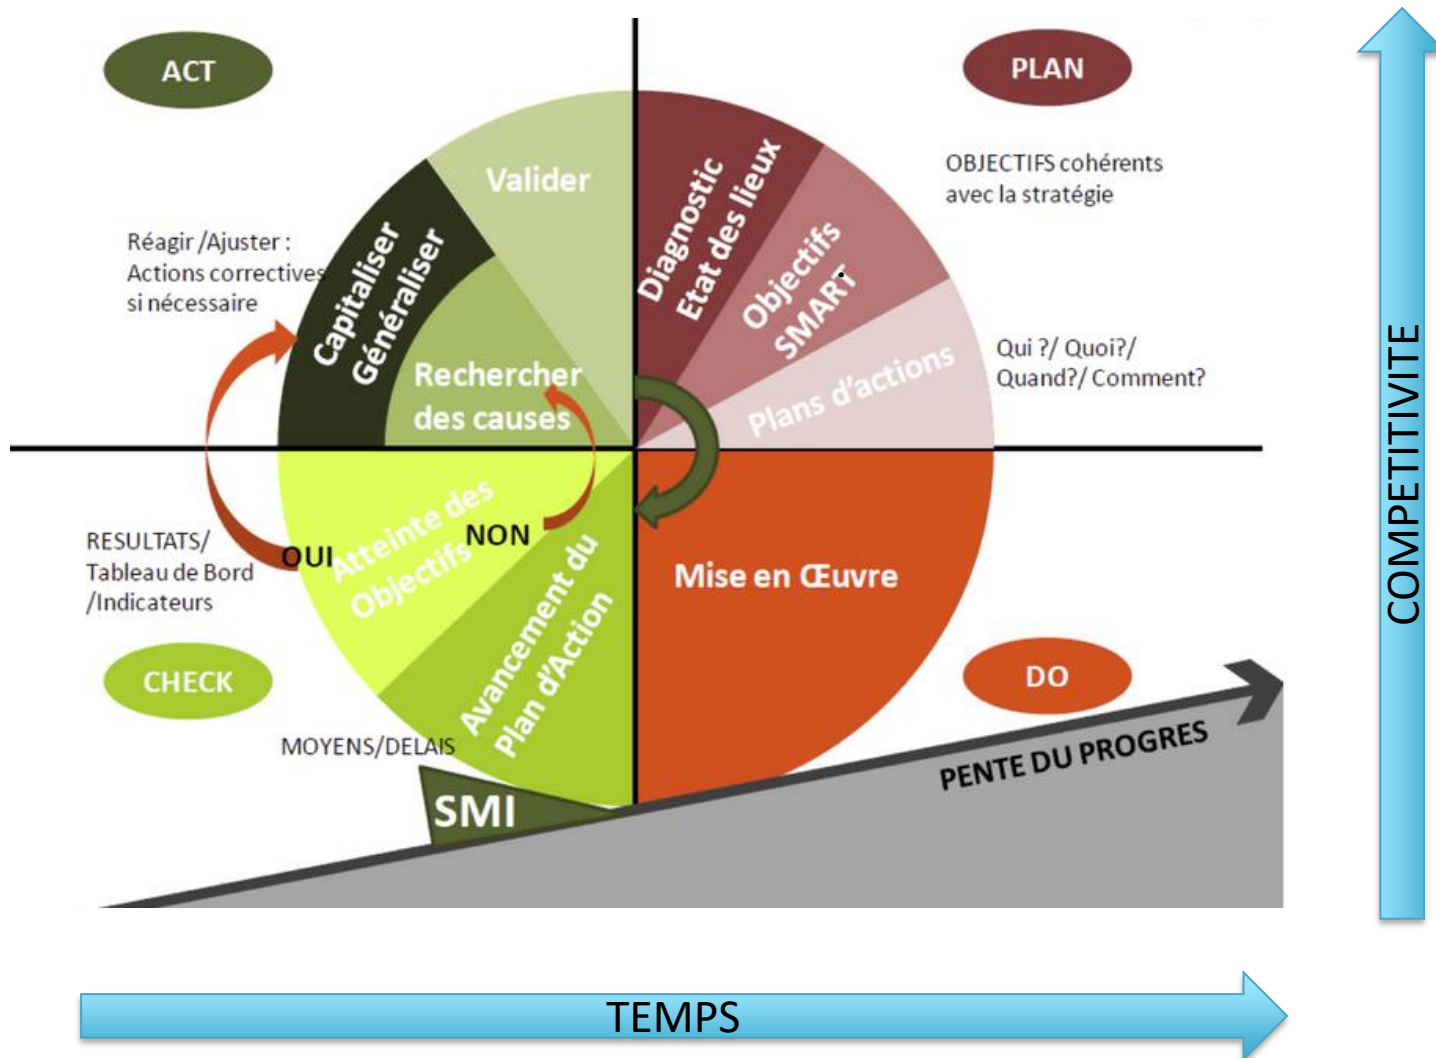 ACT
PLAN
OBJECTIFS cohérents
avec la stratégie
Valider
Diagnostic
Etat des lieux
Objectifs
SMART
Plans d'actions
Qui ?/ Quoi?/
Quand?/ Comment?
Réagir /Ajuster :
Actions correctives
si nécessaire
Capitaliser
Généraliser
Rechercher
des causes
RESULTATS/
Tableau de Bord
/Indicateurs
OUI
Atteinte des
Objectifs
NON
Avancement du
Plan d'Action
Mise en Œuvre
CHECK
DO
MOYENS/DELAIS
SMI
PENTE DU PROGRES
COMPETITIVITE
TEMPS